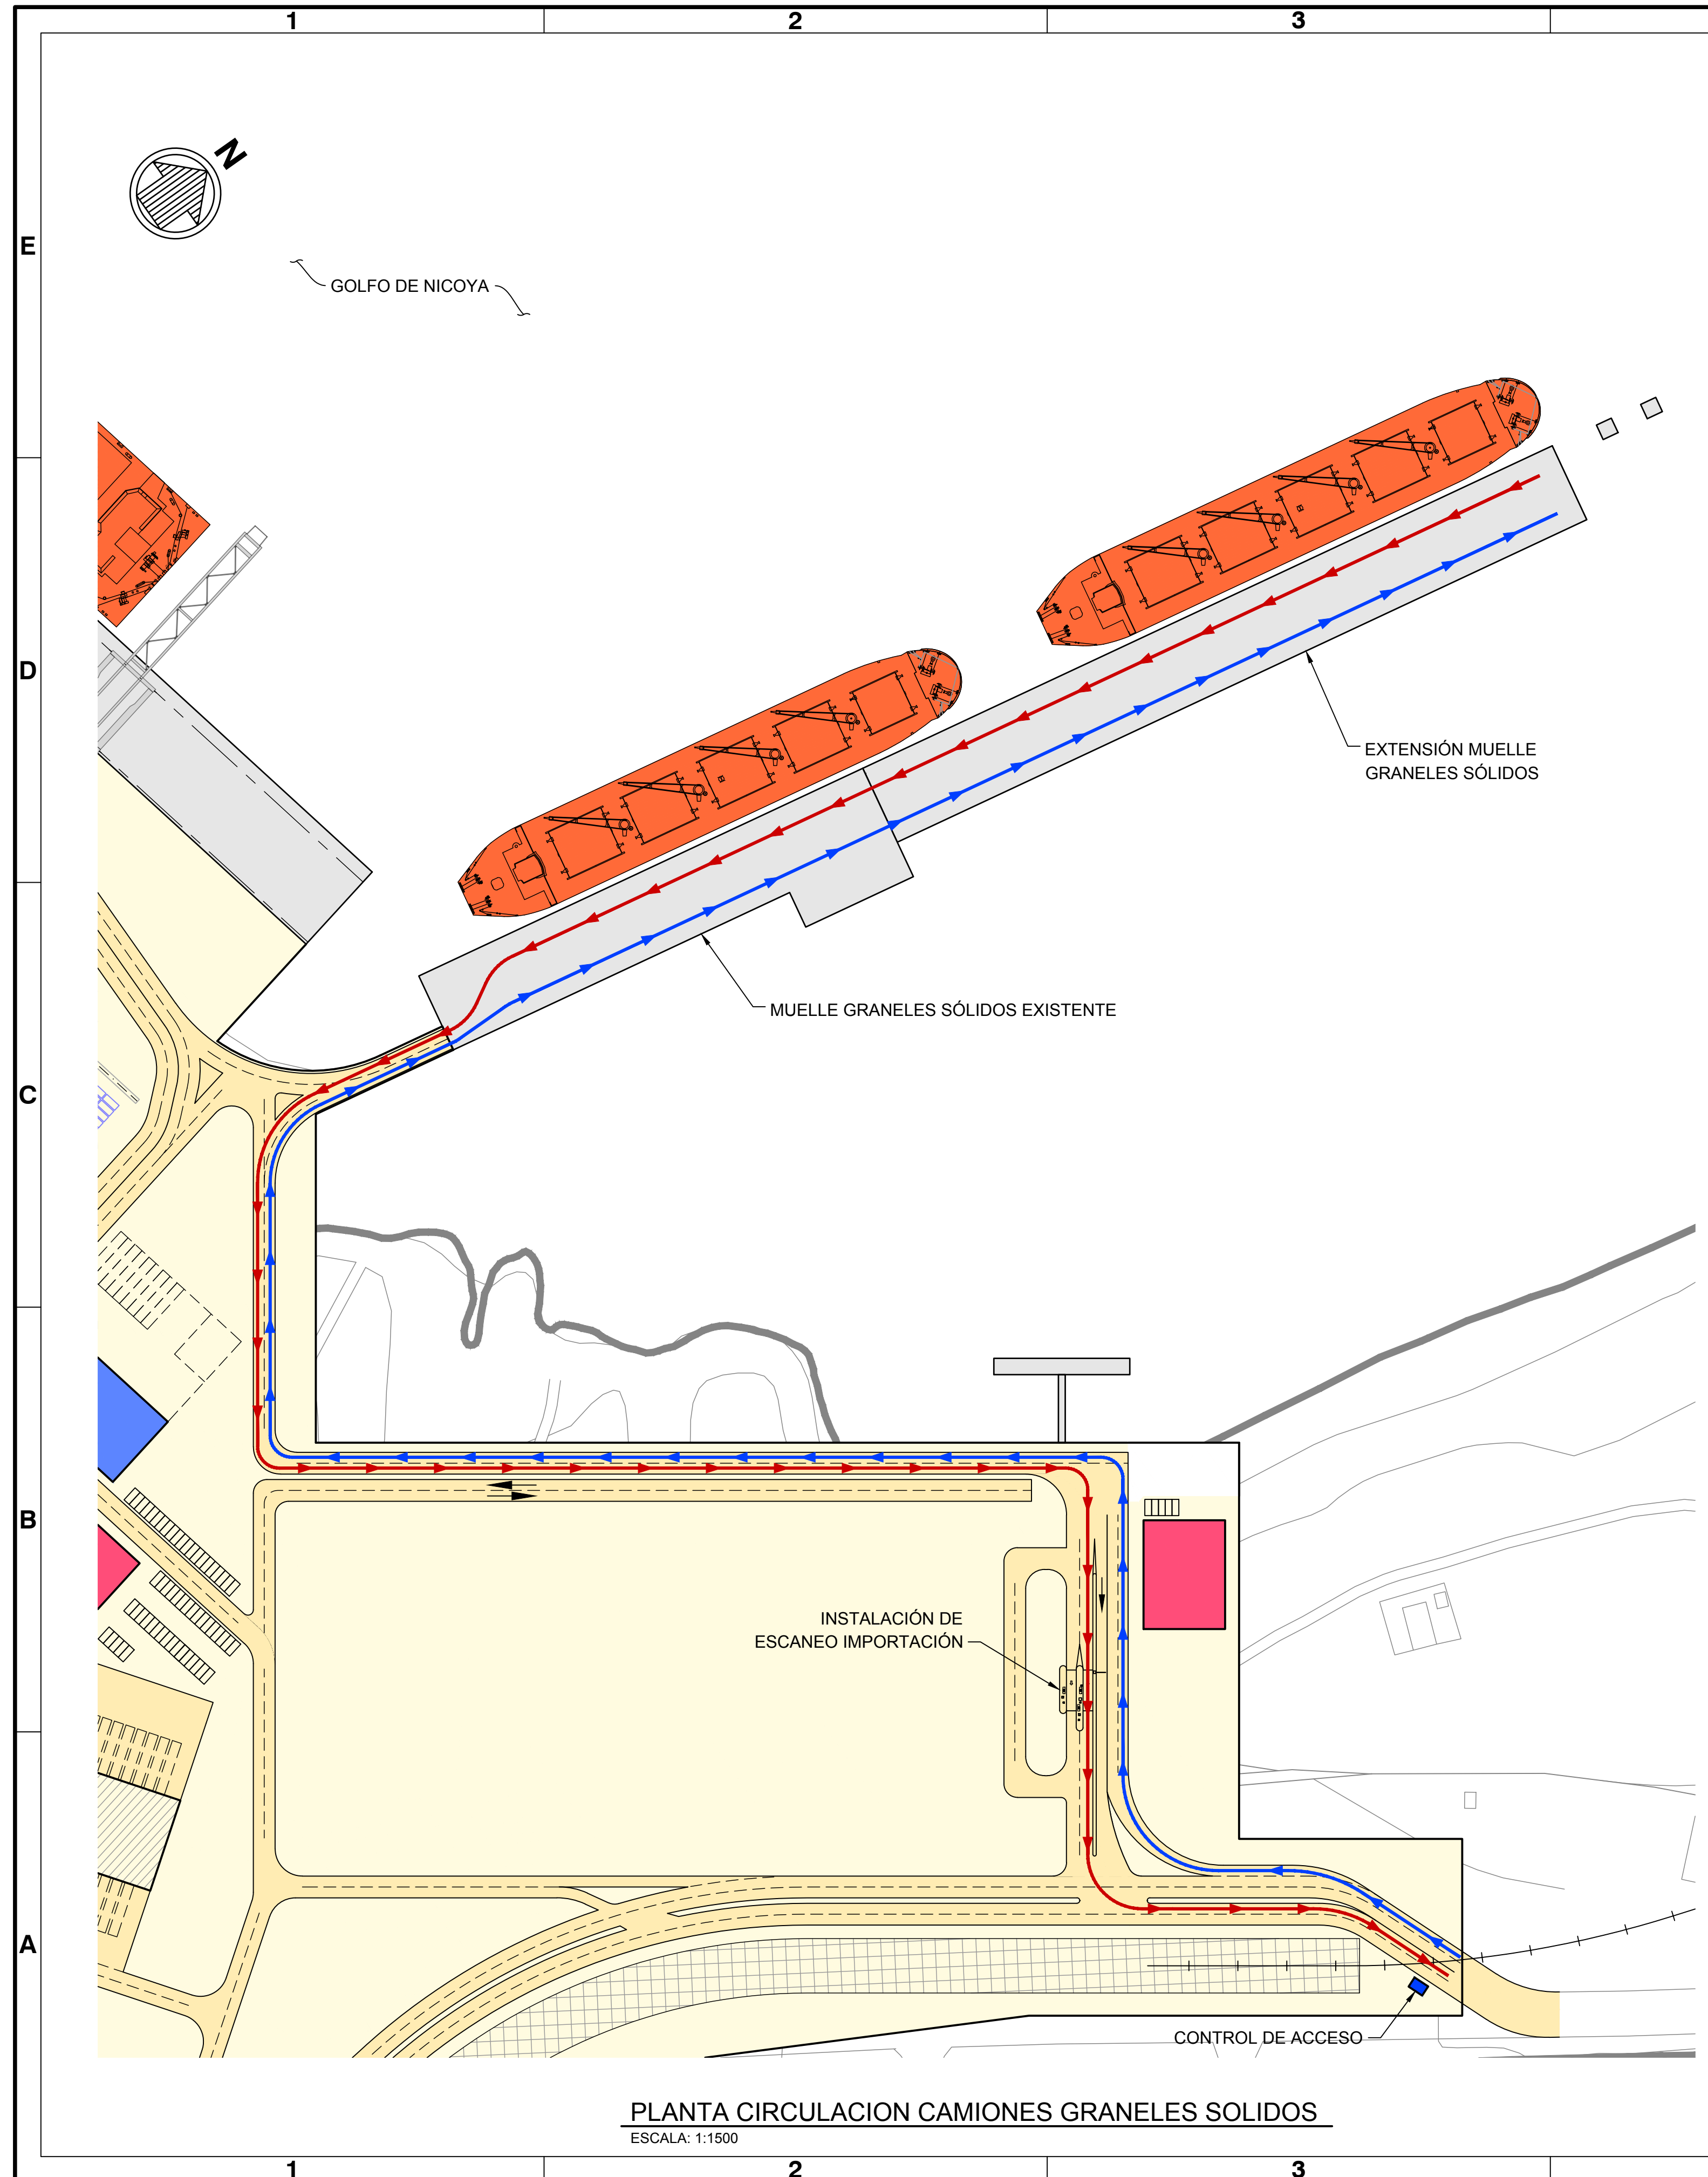 1 2 3
N
E
GOLFO DE NICOYA
D
EXTENSIÓN MUELLE
GRANELES SÓLIDOS
MUELLE GRANELES SÓLIDOS EXISTENTE
C
B
INSTALACIÓN DE
ESCANEO IMPORTACIÓN
A
CONTROL DE ACCESO
PLANTA CIRCULACION CAMIONES GRANELES SOLIDOS
ESCALA: 1:1500
1 2 3